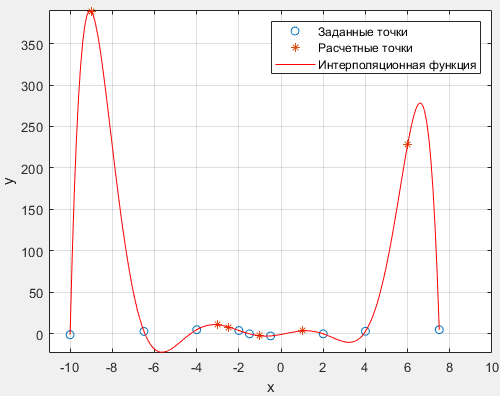 Заданные точки
Расчетные точки
Интерполяционная функция
y
350
300
250
200
150
100
50
0
-10 -8 -6 -4 -2 0 2 4 6 8 10
x